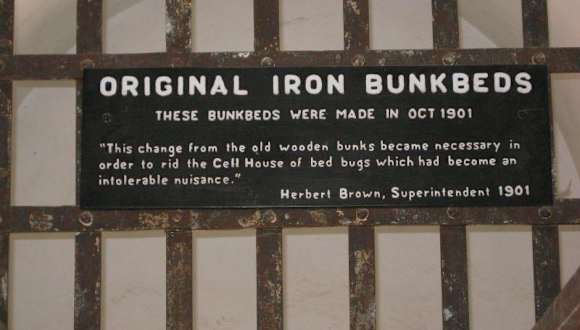 ORIGINAL IRON BUNKBEDS
THESE BUNKBEDS WERE MADE IN OCT 1901
"This change from the old wooden bunks became necessary in
order to rid the Cell House of bed bugs which had become an
intolerable nuisance."
Herbert Brown, Superintendent 1901